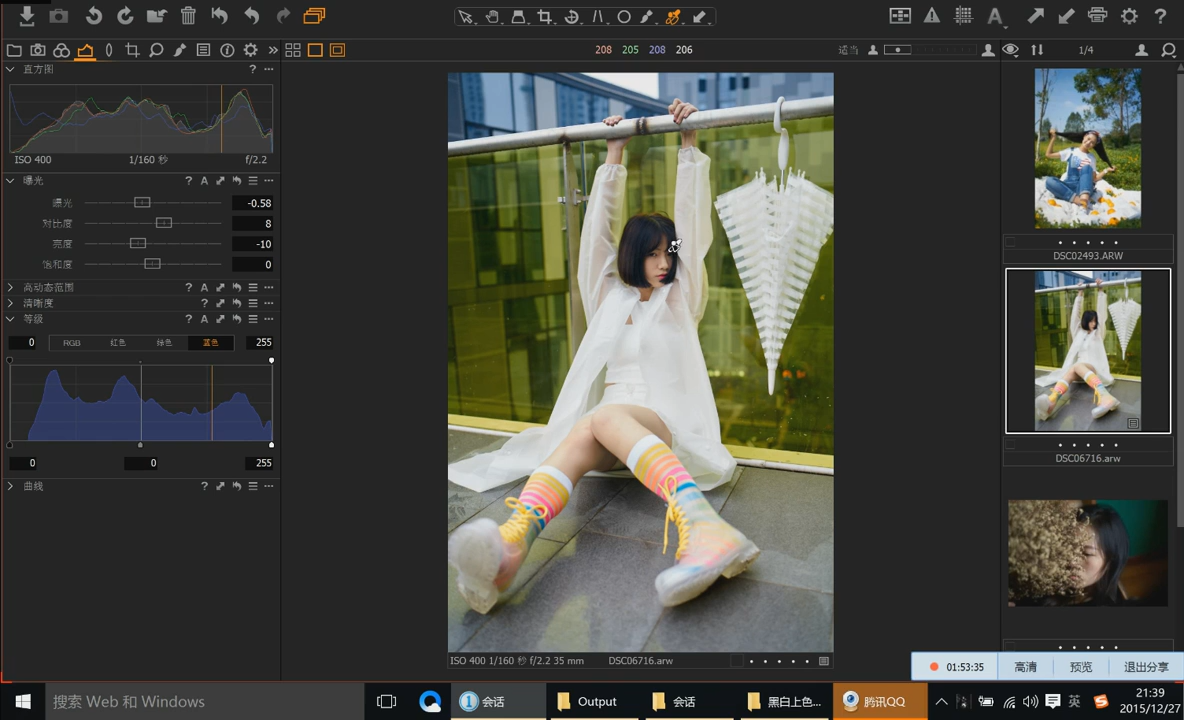 208 205 208 206
适当
1/4
直方图 ? ...
ISO 400 1/160 秒 f/2.2
曝光 ? A
曝光 -0.58
对比度 8
亮度 -10
饱和度 0
高动态范围 ? A
清晰度 ?
等级 ? A
0 RGB 红色 绿色 蓝色 255
0 0 255
曲线 ?
ISO 400 1/160 秒 f/2.2 35 mm DSC06716.arw
DSC02493.ARW
DSC06716.arw
01:53:35 高清 预览 退出分享
搜索 Web 和 Windows
会话
Output
会话
黑白上色...
腾讯QQ
英
21:39
2015/12/27